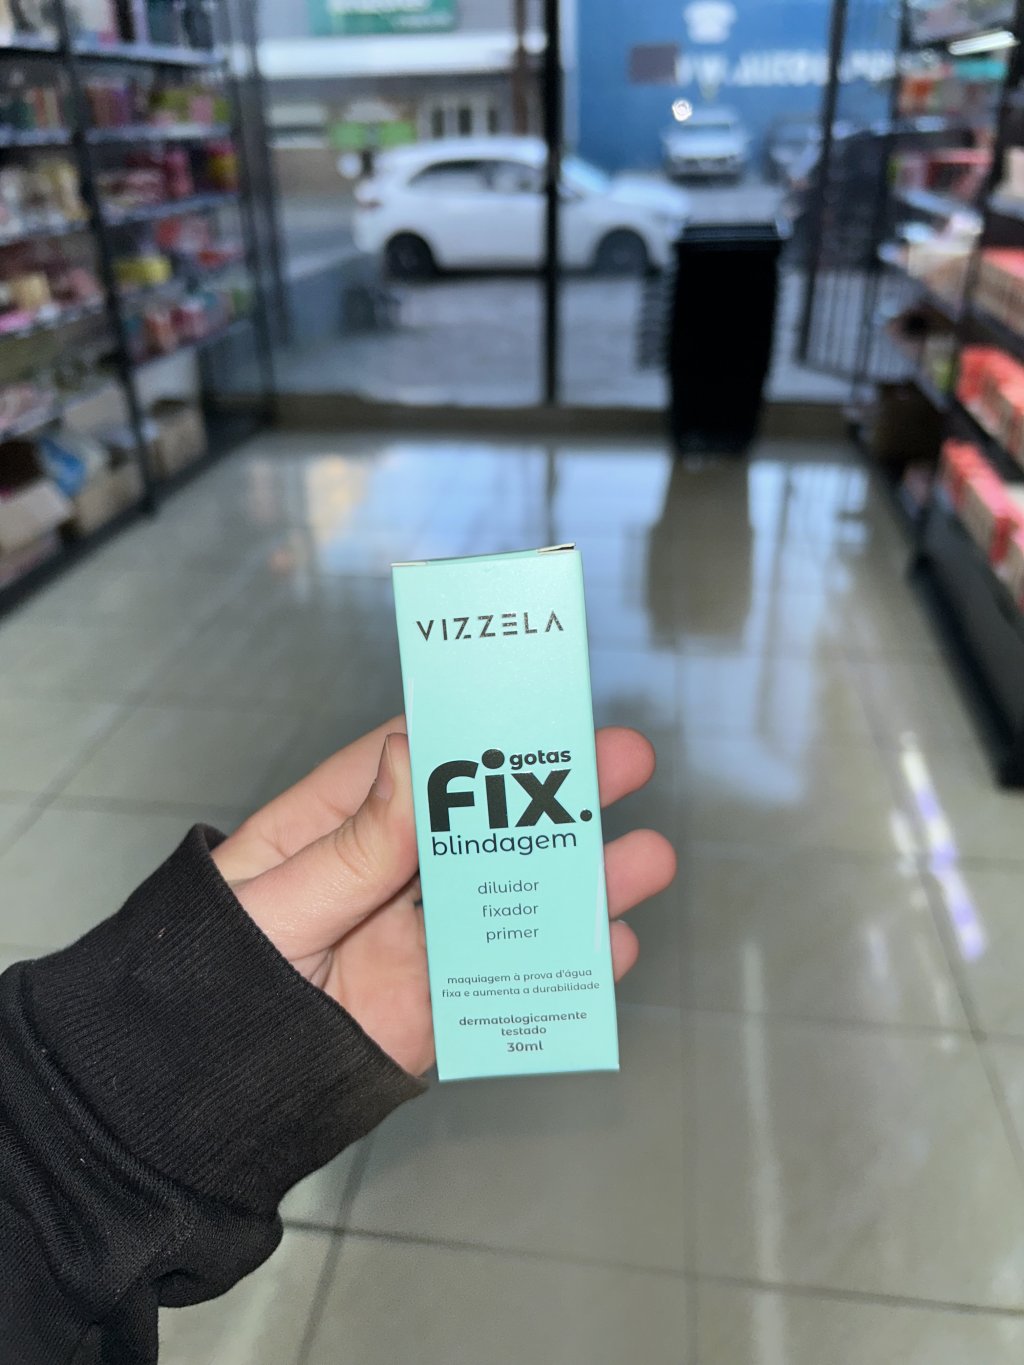 VIZZELA
gotas
fix.
blindagem
diluidor
fixador
primer
maquiagem à prova d'água
fixa e aumenta a durabilidade
dermatologicamente
testado
30ml